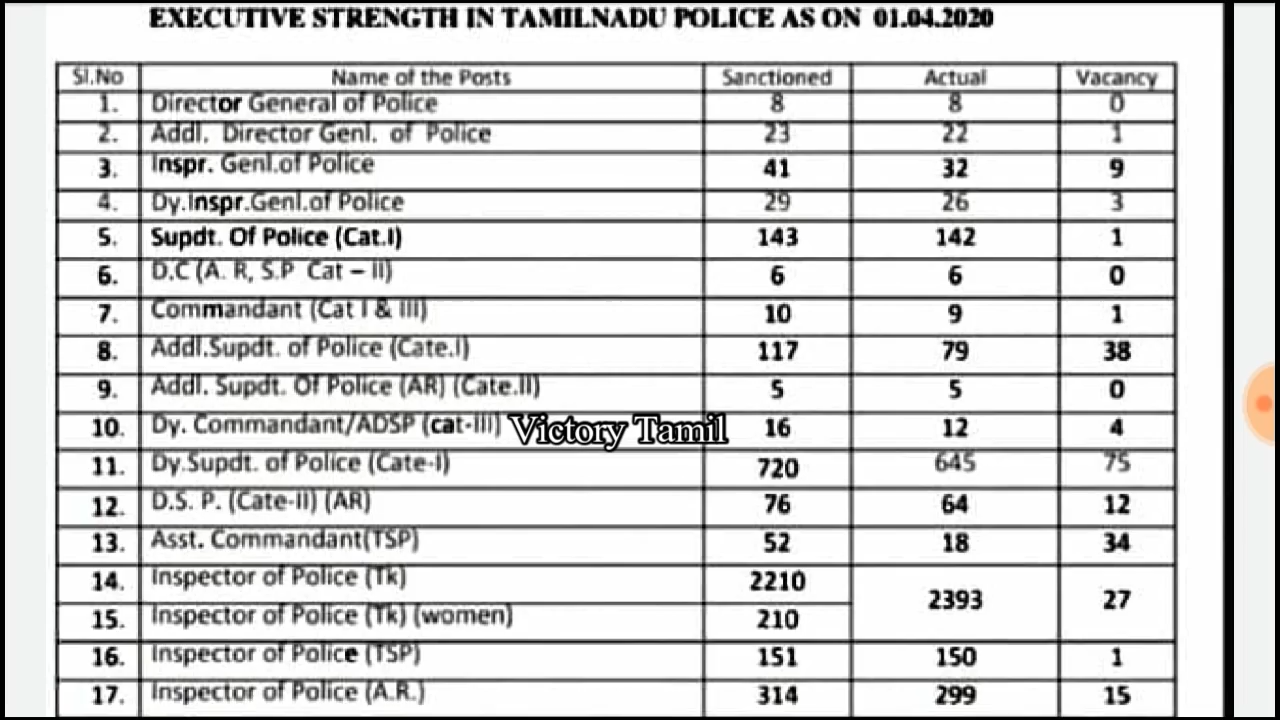 EXECUTIVE STRENGTH IN TAMILNADU POLICE AS ON 01.04.2020
Sl.No Name of the Posts Sanctioned Actual Vacancy
1. Director General of Police 8 8 0
2. Addl. Director Genl. of Police 23 22 1
3. Inspr. Genl.of Police 41 32 9
4. Dy.Inspr.Genl.of Police 29 26 3
5. Supdt. Of Police (Cat.I) 143 142 1
6. D.C (A. R, S.P Cat – II) 6 6 0
7. Commandant (Cat I & III) 10 9 1
8. Addl.Supdt. of Police (Cate.I) 117 79 38
9. Addl. Supdt. Of Police (AR) (Cate.II) 5 5 0
10. Dy. Commandant/ADSP (cat-III) Victory Tamil 16 12 4
11. Dy.Supdt. of Police (Cate-I) 720 645 75
12. D.S. P. (Cate-II) (AR) 76 64 12
13. Asst. Commandant(TSP) 52 18 34
14. Inspector of Police (Tk) 2210 2393 27
15. Inspector of Police (Tk) (women) 210
16. Inspector of Police (TSP) 151 150 1
17. Inspector of Police (A.R.) 314 299 15